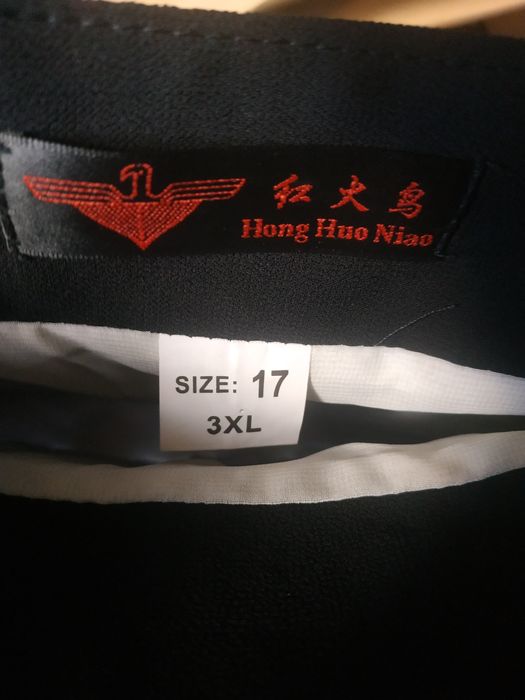 红火鸟
Hong Huo Niao
SIZE: 17
3XL